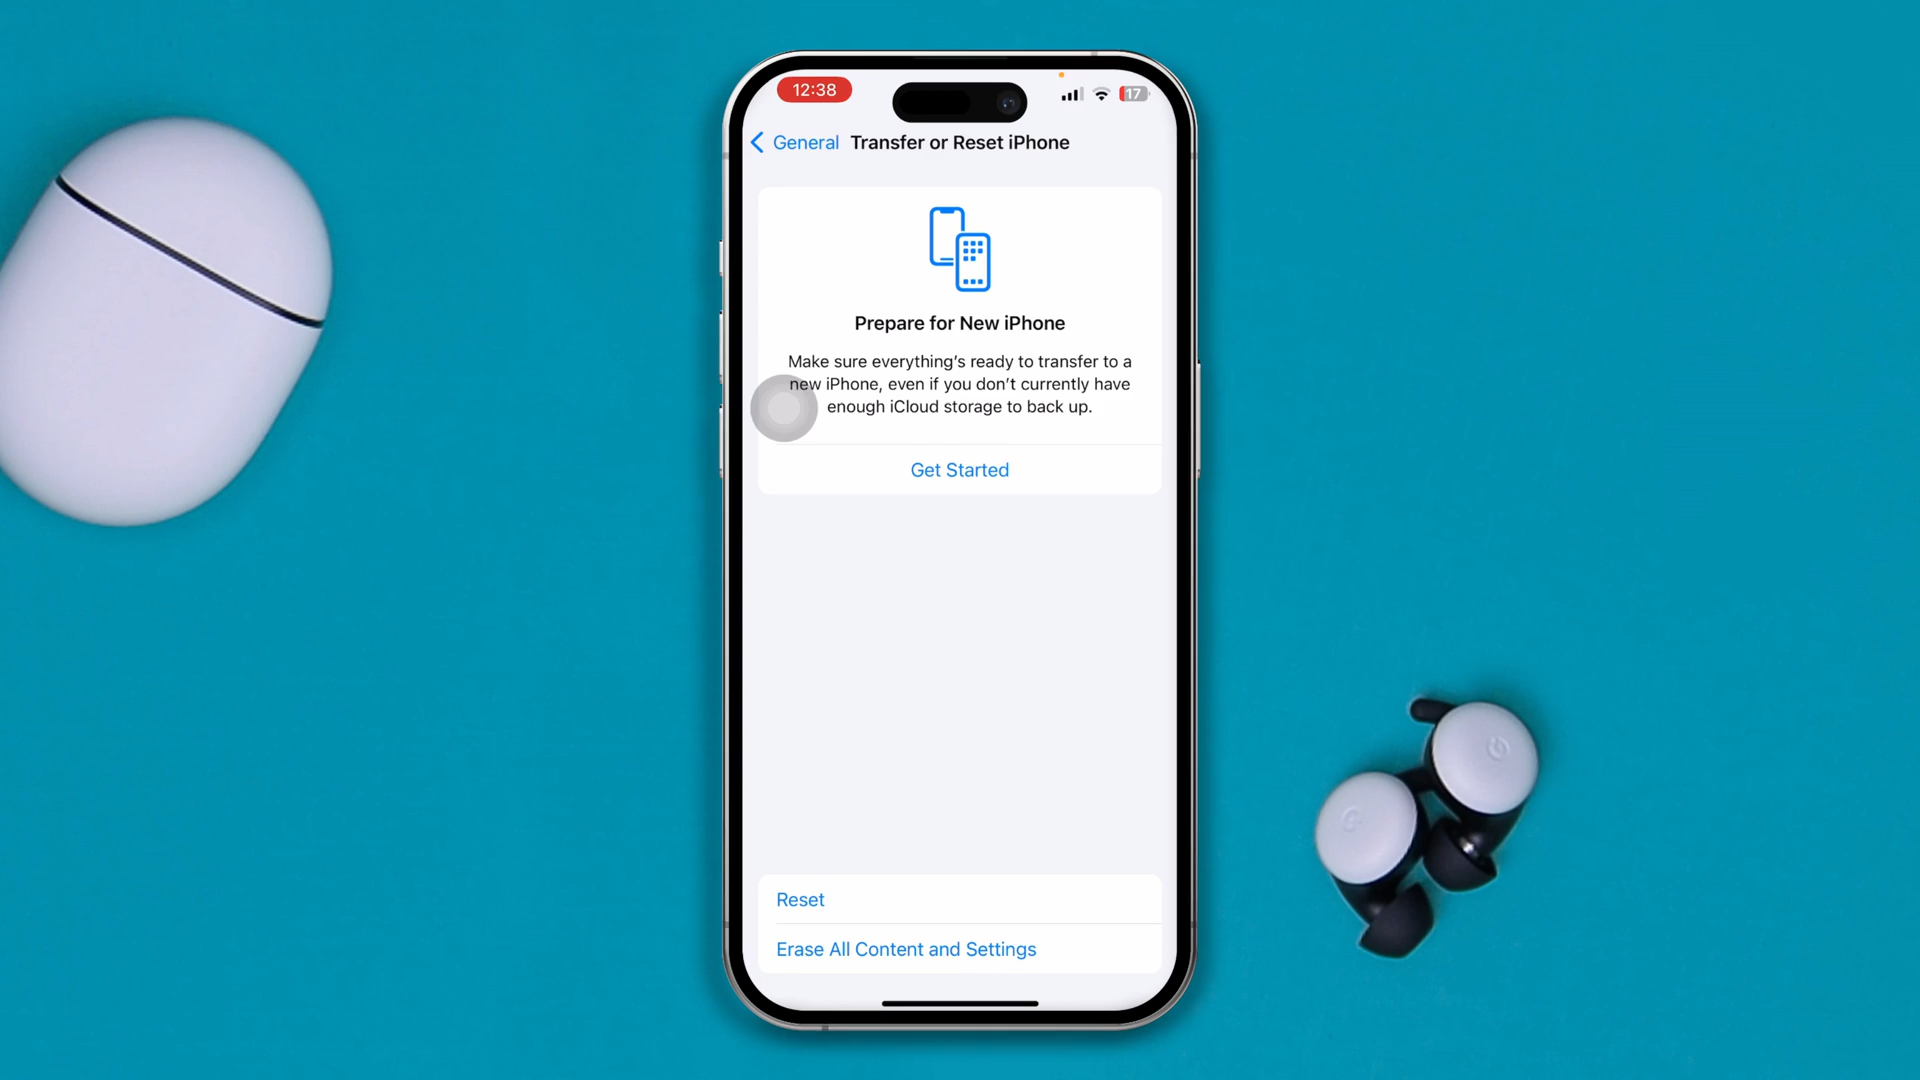 12:38
17
General Transfer or Reset iPhone
Prepare for New iPhone
Make sure everything's ready to transfer to a
new iPhone, even if you don't currently have
enough iCloud storage to back up.
Get Started
Reset
Erase All Content and Settings